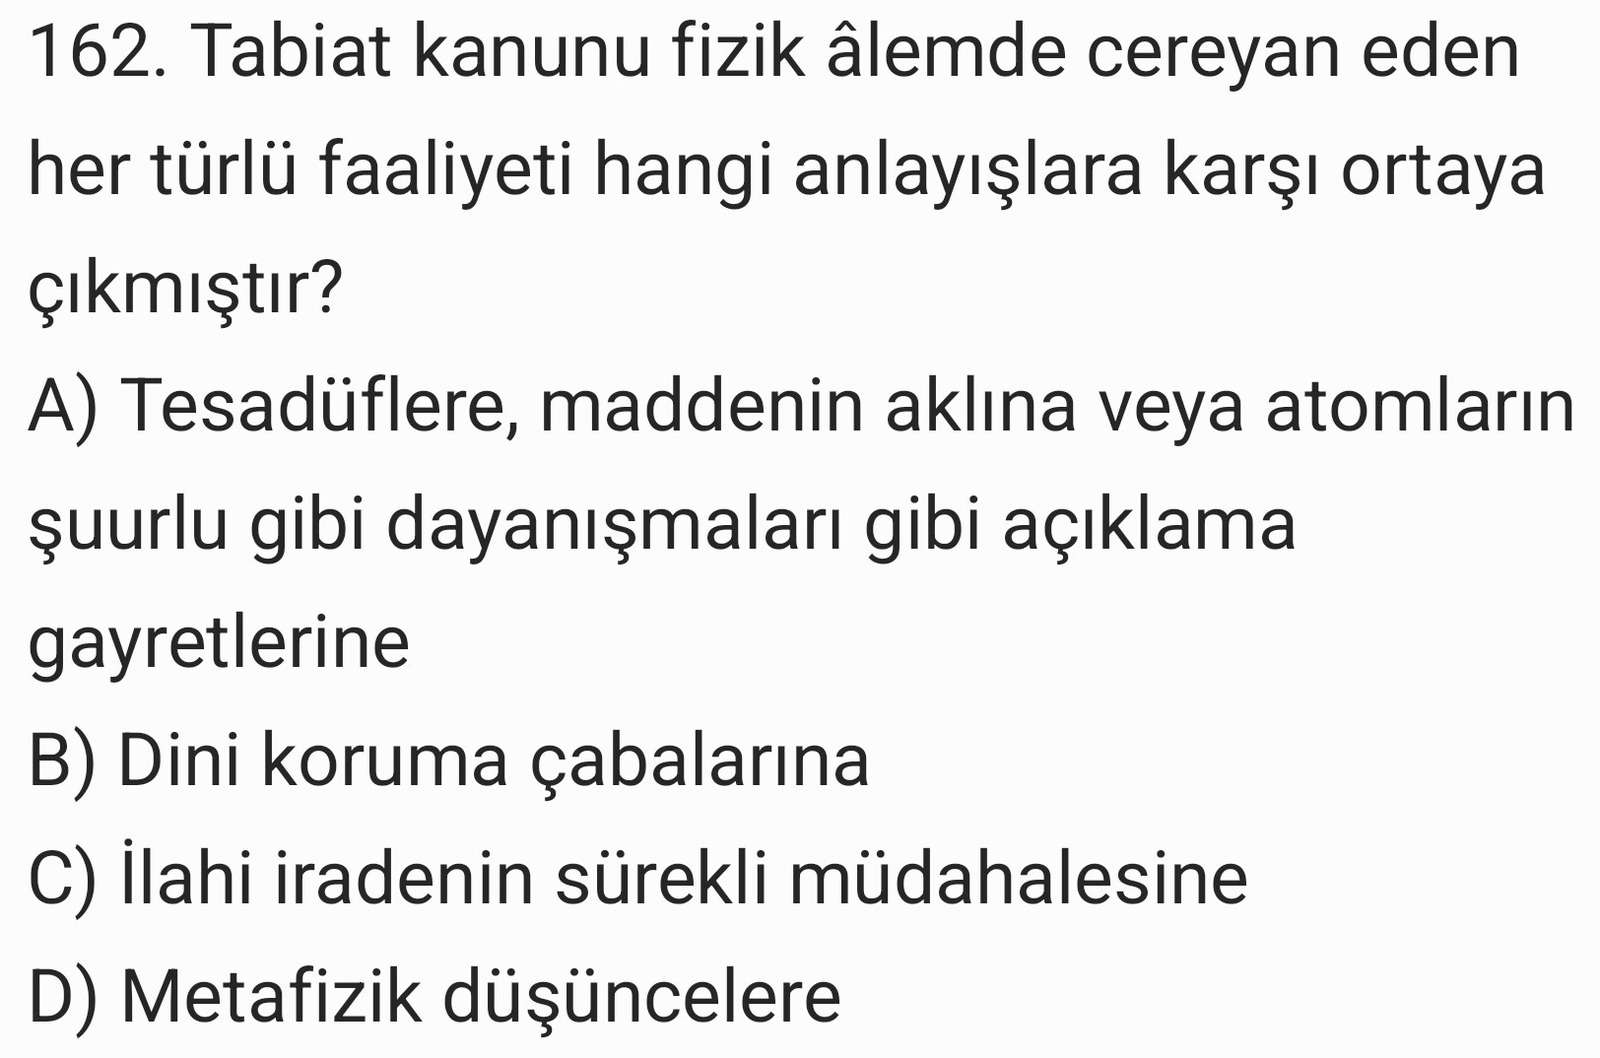 162. Tabiat kanunu fizik âlemde cereyan eden
her türlü faaliyeti hangi anlayışlara karşı ortaya
çıkmıştır?
A) Tesadüflere, maddenin aklına veya atomların
şuurlu gibi dayanışmaları gibi açıklama
gayretlerine
B) Dini koruma çabalarına
C) İlahi iradenin sürekli müdahalesine
D) Metafizik düşüncelere